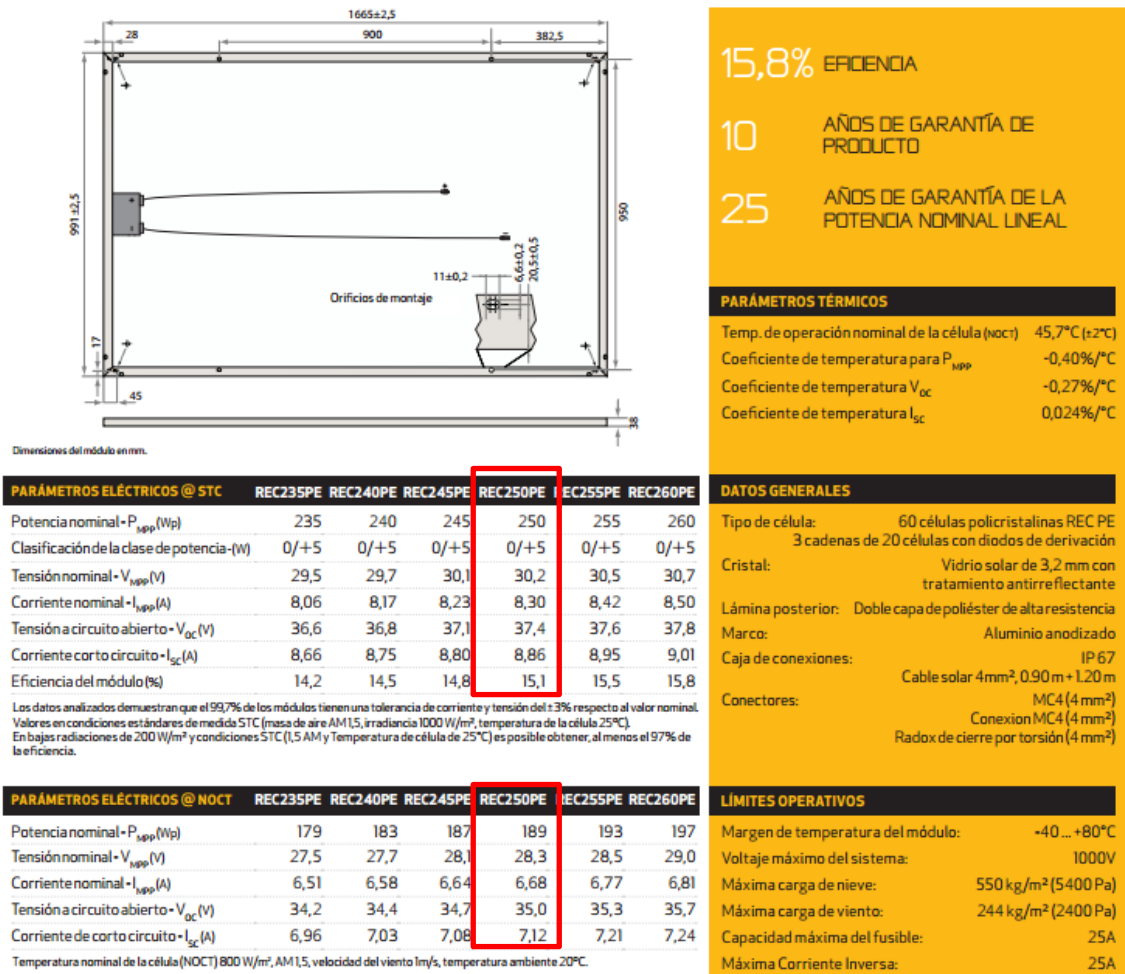 1665±2,5
28
900
382,5
991±2,5
950
+
-
11±0,2
6,6±0,2
20,5±0,5
Orificios de montaje
17
45
38
Dimensiones del módulo en mm.
15,8% EFICIENCIA
10 AÑOS DE GARANTÍA DE
PRODUCTO
25 AÑOS DE GARANTÍA DE LA
POTENCIA NOMINAL LINEAL
PARÁMETROS TÉRMICOS
Temp. de operación nominal de la célula (NOCT) 45,7°C (±2°C)
Coeficiente de temperatura para PMPP -0,40%/°C
Coeficiente de temperatura VOC -0,27%/°C
Coeficiente de temperatura ISC 0,024%/°C
PARÁMETROS ELÉCTRICOS @ STC REC235PE REC240PE REC245PE REC250PE REC255PE REC260PE
Potencia nominal - PMPP (Wp) 235 240 245 250 255 260
Clasificación de la clase de potencia - (W) 0/+5 0/+5 0/+5 0/+5 0/+5 0/+5
Tensión nominal - VMPP (V) 29,5 29,7 30,1 30,2 30,5 30,7
Corriente nominal - IMPP (A) 8,06 8,17 8,23 8,30 8,42 8,50
Tensión a circuito abierto - VOC (V) 36,6 36,8 37,1 37,4 37,6 37,8
Corriente corto circuito - ISC (A) 8,66 8,75 8,80 8,86 8,95 9,01
Eficiencia del módulo (%) 14,2 14,5 14,8 15,1 15,5 15,8
Los datos analizados demuestran que el 99,7% de los módulos tienen una tolerancia de corriente y tensión del ±3% respecto al valor nominal.
Valores en condiciones estándares de medida STC (masa de aire AM 1,5, irradiancia 1000 W/m², temperatura de la célula 25°C).
En bajas radiaciones de 200 W/m² y condiciones STC (1,5 AM y Temperatura de célula de 25°C) es posible obtener, al menos el 97% de
la eficiencia.
DATOS GENERALES
Tipo de célula: 60 células policristalinas REC PE
3 cadenas de 20 células con diodos de derivación
Cristal: Vidrio solar de 3,2 mm con
tratamiento antirreflectante
Lámina posterior: Doble capa de poliéster de alta resistencia
Marco: Aluminio anodizado
Caja de conexiones: IP 67
Cable solar 4mm², 0.90 m + 1.20 m
Conectores: MC4 (4 mm²)
Conexion MC4 (4 mm²)
Radox de cierre por torsión (4 mm²)
PARÁMETROS ELÉCTRICOS @ NOCT REC235PE REC240PE REC245PE REC250PE REC255PE REC260PE
Potencia nominal - PMPP (Wp) 179 183 187 189 193 197
Tensión nominal - VMPP (V) 27,5 27,7 28,1 28,3 28,5 29,0
Corriente nominal - IMPP (A) 6,51 6,58 6,64 6,68 6,77 6,81
Tensión a circuito abierto - VOC (V) 34,2 34,4 34,7 35,0 35,3 35,7
Corriente de corto circuito - ISC (A) 6,96 7,03 7,08 7,12 7,21 7,24
Temperatura nominal de la célula (NOCT) 800 W/m², AM 1,5, velocidad del viento 1m/s, temperatura ambiente 20°C.
LÍMITES OPERATIVOS
Margen de temperatura del módulo: -40 ... +80°C
Voltaje máximo del sistema: 1000V
Máxima carga de nieve: 550 kg/m² (5400 Pa)
Máxima carga de viento: 244 kg/m² (2400 Pa)
Capacidad máxima del fusible: 25A
Máxima Corriente Inversa: 25A